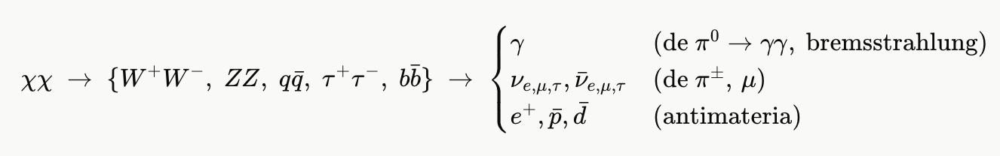 χχ → {W⁺W⁻, ZZ, qq̄, τ⁺τ⁻, bb̄} → {
γ (de π⁰ → γγ, bremsstrahlung)
ν_{e,μ,τ}, ν̄_{e,μ,τ} (de π^±, μ)
e⁺, p̄, d̄ (antimateria)